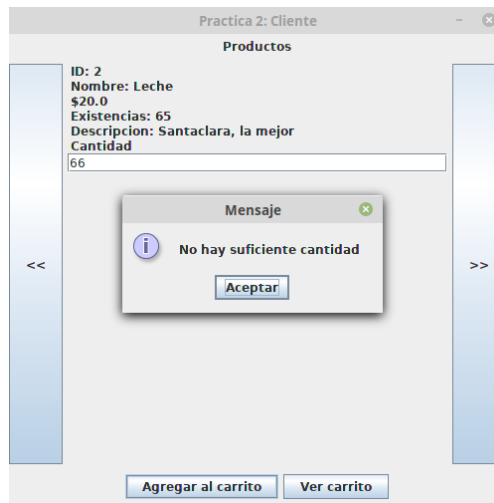 Practica 2: Cliente
Productos
ID: 2
Nombre: Leche
$20.0
Existencias: 65
Descripcion: Santaclara, la mejor
Cantidad
66
Mensaje
No hay suficiente cantidad
Aceptar
<<
>>
Agregar al carrito
Ver carrito